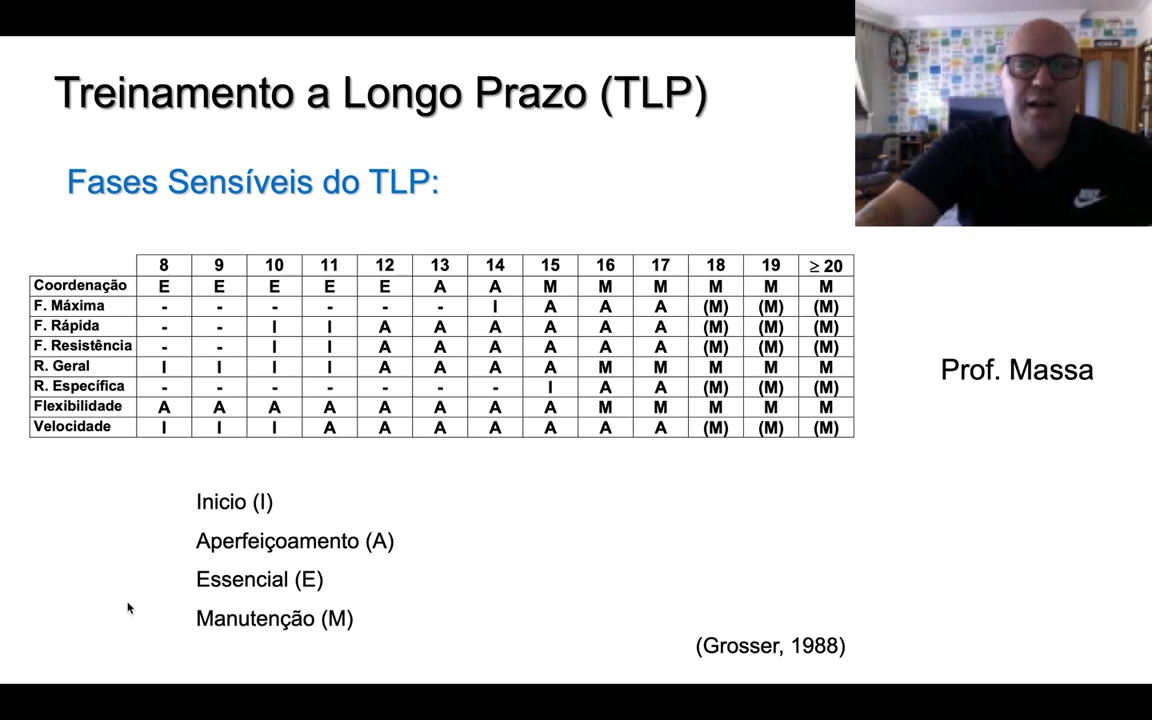 Treinamento a Longo Prazo (TLP)
Fases Sensíveis do TLP:
8 9 10 11 12 13 14 15 16 17 18 19 ≥ 20
Coordenação E E E E E A A M M M M M M
F. Máxima - - - - - - I A A A (M) (M) (M)
F. Rápida - - I I A A A A A A (M) (M) (M)
F. Resistência - - I I A A A A A A (M) (M) (M)
R. Geral I I I I A A A A M M M M M
R. Específica - - - - - - - I A A (M) (M) (M)
Flexibilidade A A A A A A A A M M M M M
Velocidade I I I A A A A A A A (M) (M) (M)
Prof. Massa
Inicio (I)
Aperfeiçoamento (A)
Essencial (E)
Manutenção (M)
(Grosser, 1988)